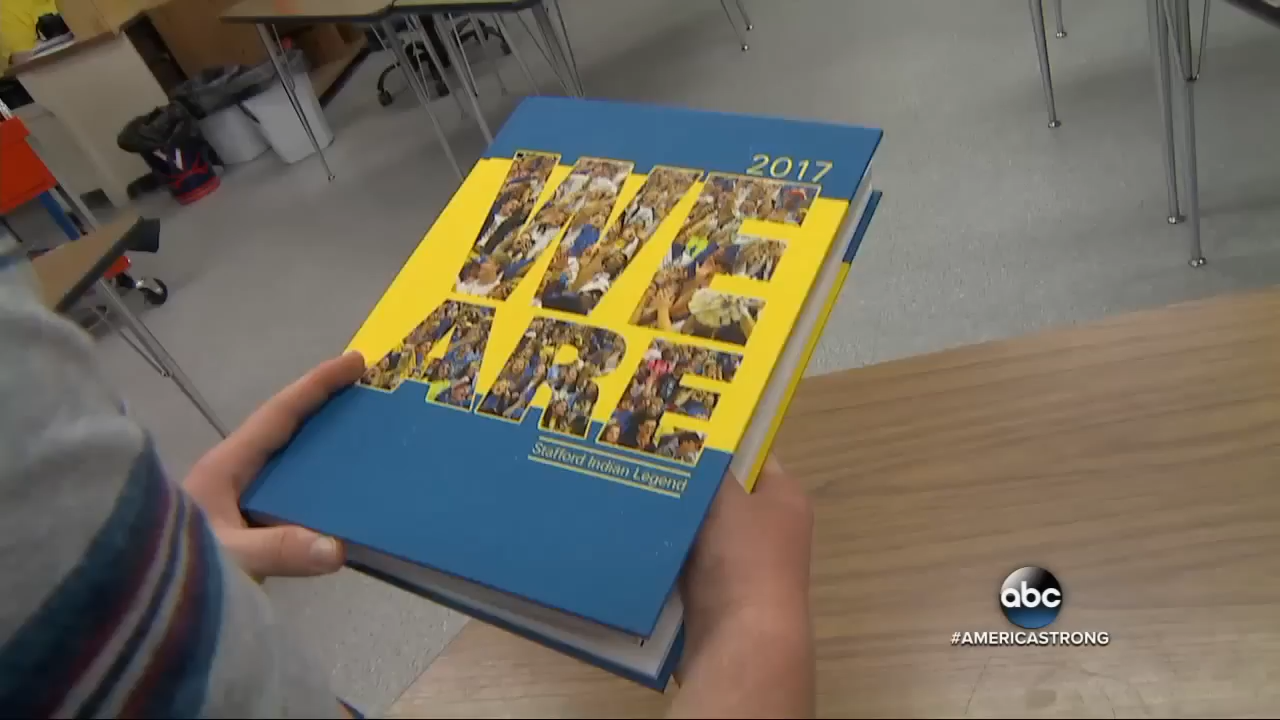 2017
WE
ARE
Stafford Indian Legend
abc
#AMERICASTRONG